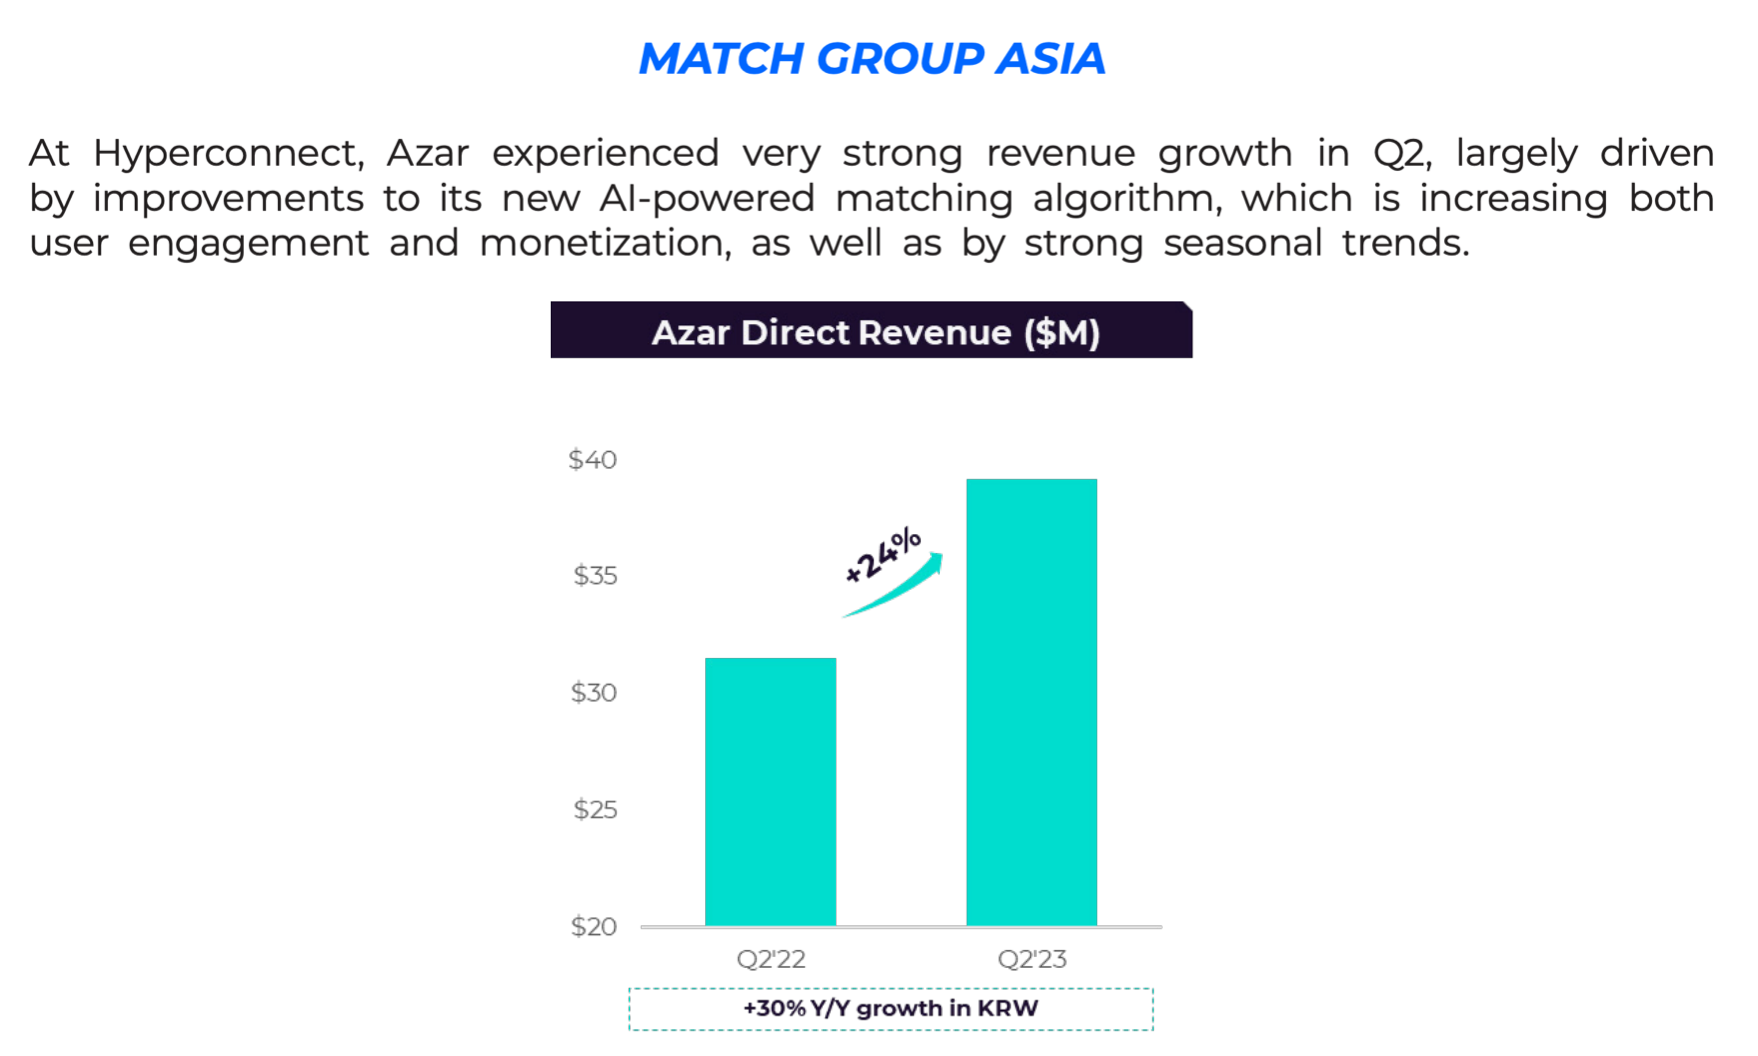 MATCH GROUP ASIA
At Hyperconnect, Azar experienced very strong revenue growth in Q2, largely driven
by improvements to its new AI-powered matching algorithm, which is increasing both
user engagement and monetization, as well as by strong seasonal trends.
Azar Direct Revenue ($M)
$40
+24%
$35
$30
$25
$20
Q2'22 Q2'23
+30% Y/Y growth in KRW